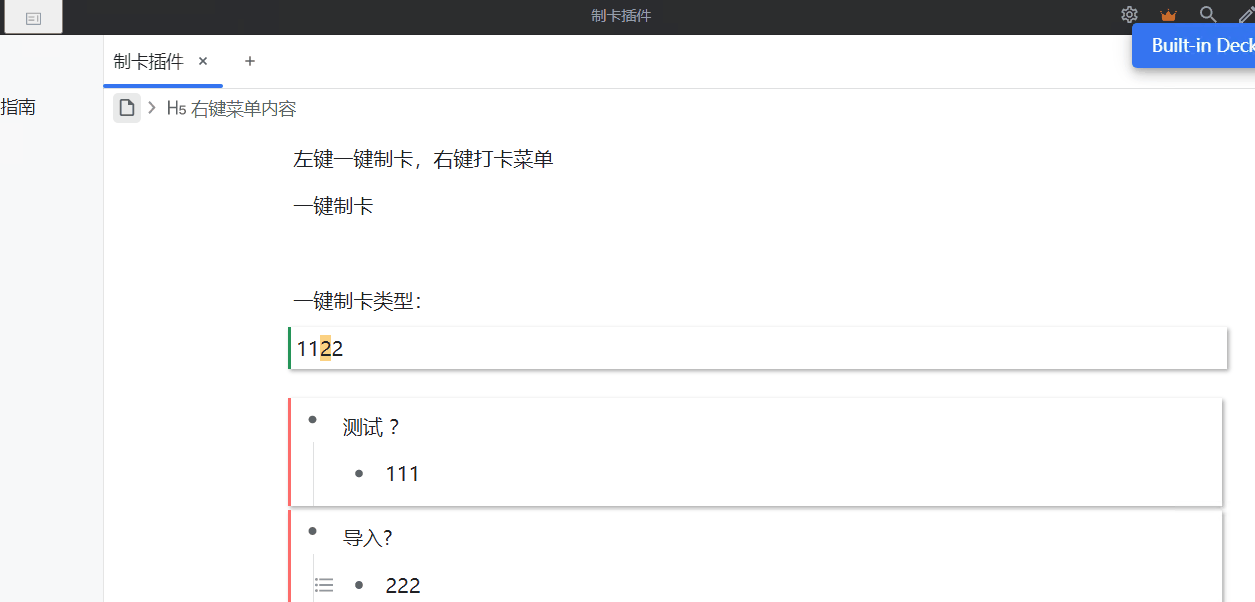 制卡插件
Built-in Deck
制卡插件 × +
指南
H5 右键菜单内容
左键一键制卡，右键打卡菜单
一键制卡
一键制卡类型：
1122
测试？
111
导入?
222